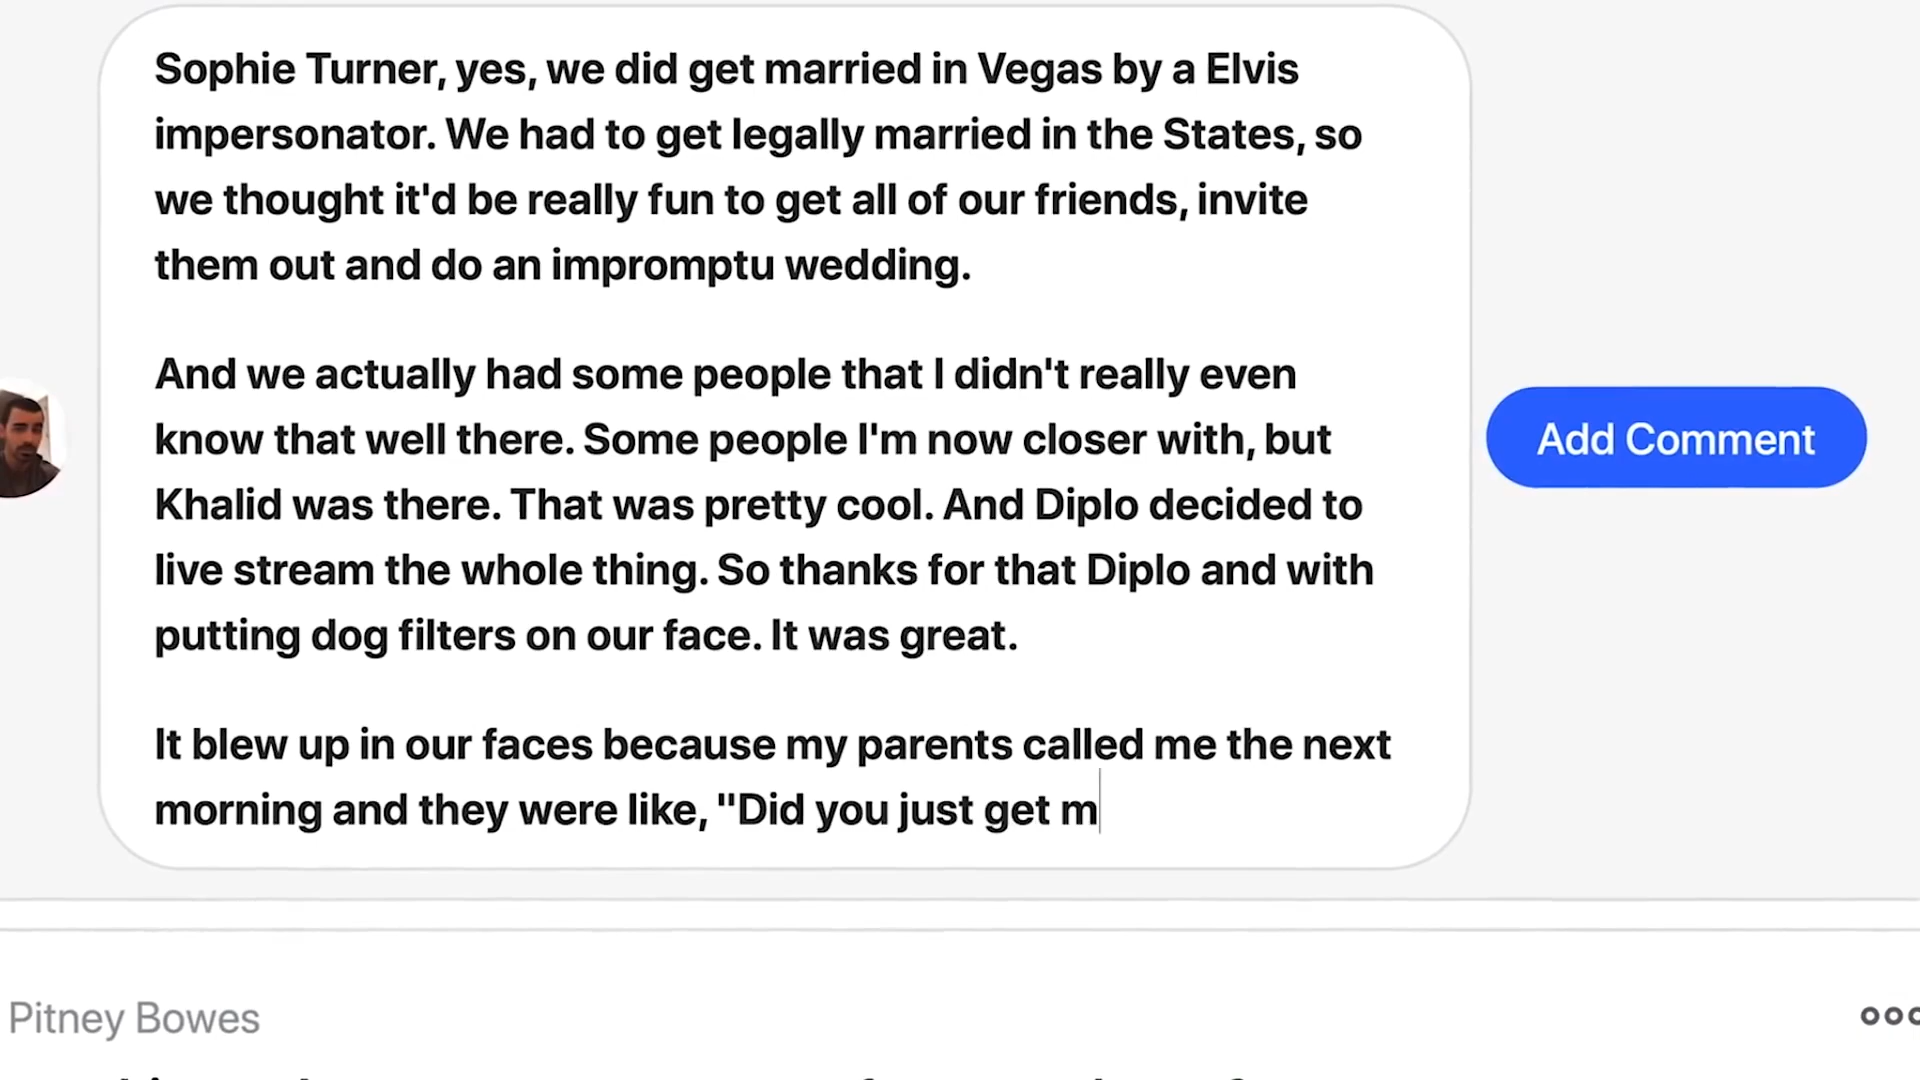 Sophie Turner, yes, we did get married in Vegas by a Elvis
impersonator. We had to get legally married in the States, so
we thought it'd be really fun to get all of our friends, invite
them out and do an impromptu wedding.
And we actually had some people that I didn't really even
know that well there. Some people I'm now closer with, but
Khalid was there. That was pretty cool. And Diplo decided to
live stream the whole thing. So thanks for that Diplo and with
putting dog filters on our face. It was great.
It blew up in our faces because my parents called me the next
morning and they were like, "Did you just get m
Add Comment
Pitney Bowes